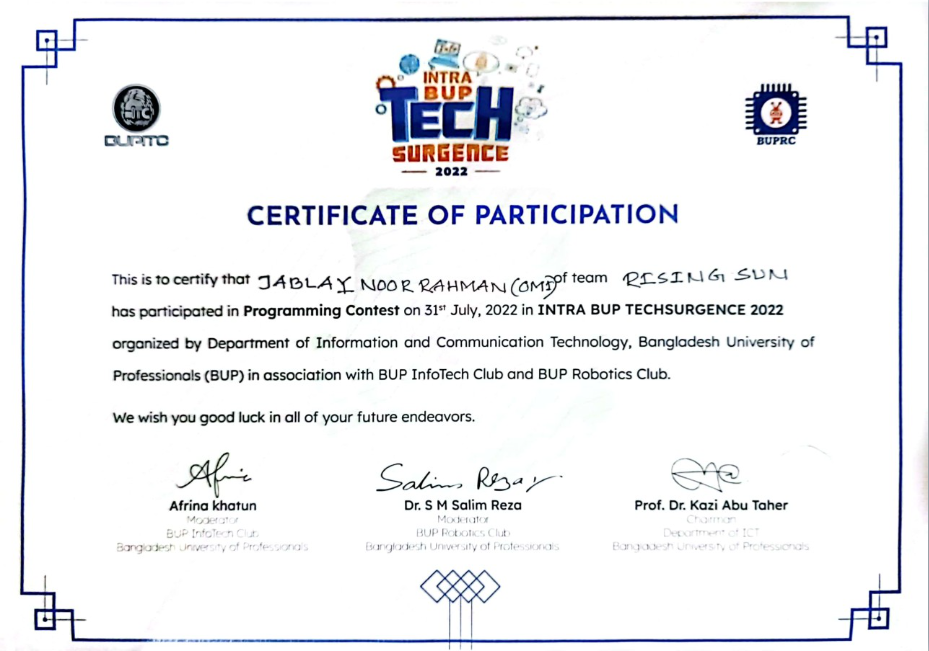 INTRA
BUP
TECH
SURGENCE
2022
BUPITC
BUPRC
CERTIFICATE OF PARTICIPATION
This is to certify that JABLAY NOOR RAHMAN (OMI) of team RISING SUN
has participated in Programming Contest on 31st July, 2022 in INTRA BUP TECHSURGENCE 2022
organized by Department of Information and Communication Technology, Bangladesh University of
Professionals (BUP) in association with BUP InfoTech Club and BUP Robotics Club.
We wish you good luck in all of your future endeavors.
Salim Reza
Afrina khatun Dr. S M Salim Reza Prof. Dr. Kazi Abu Taher
Moderator Moderator Chairman
BUP InfoTech Club BUP Robotics Club Department of ICT
Bangladesh University of Professionals Bangladesh University of Professionals Bangladesh University of Professionals